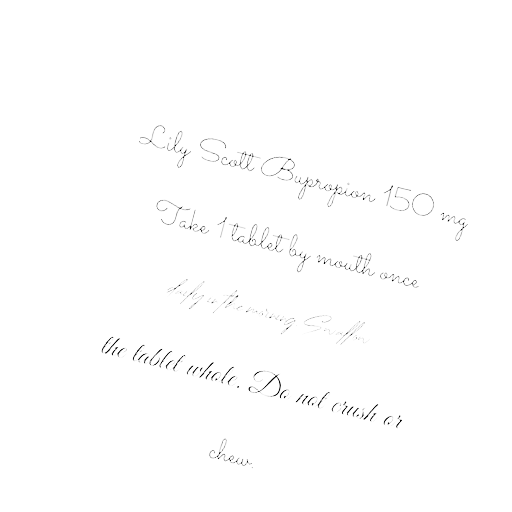 Lily Scott Bupropion 150 mg
Take 1 tablet by mouth once
daily in the morning. Swallow
the tablet whole. Do not crush or
chew.